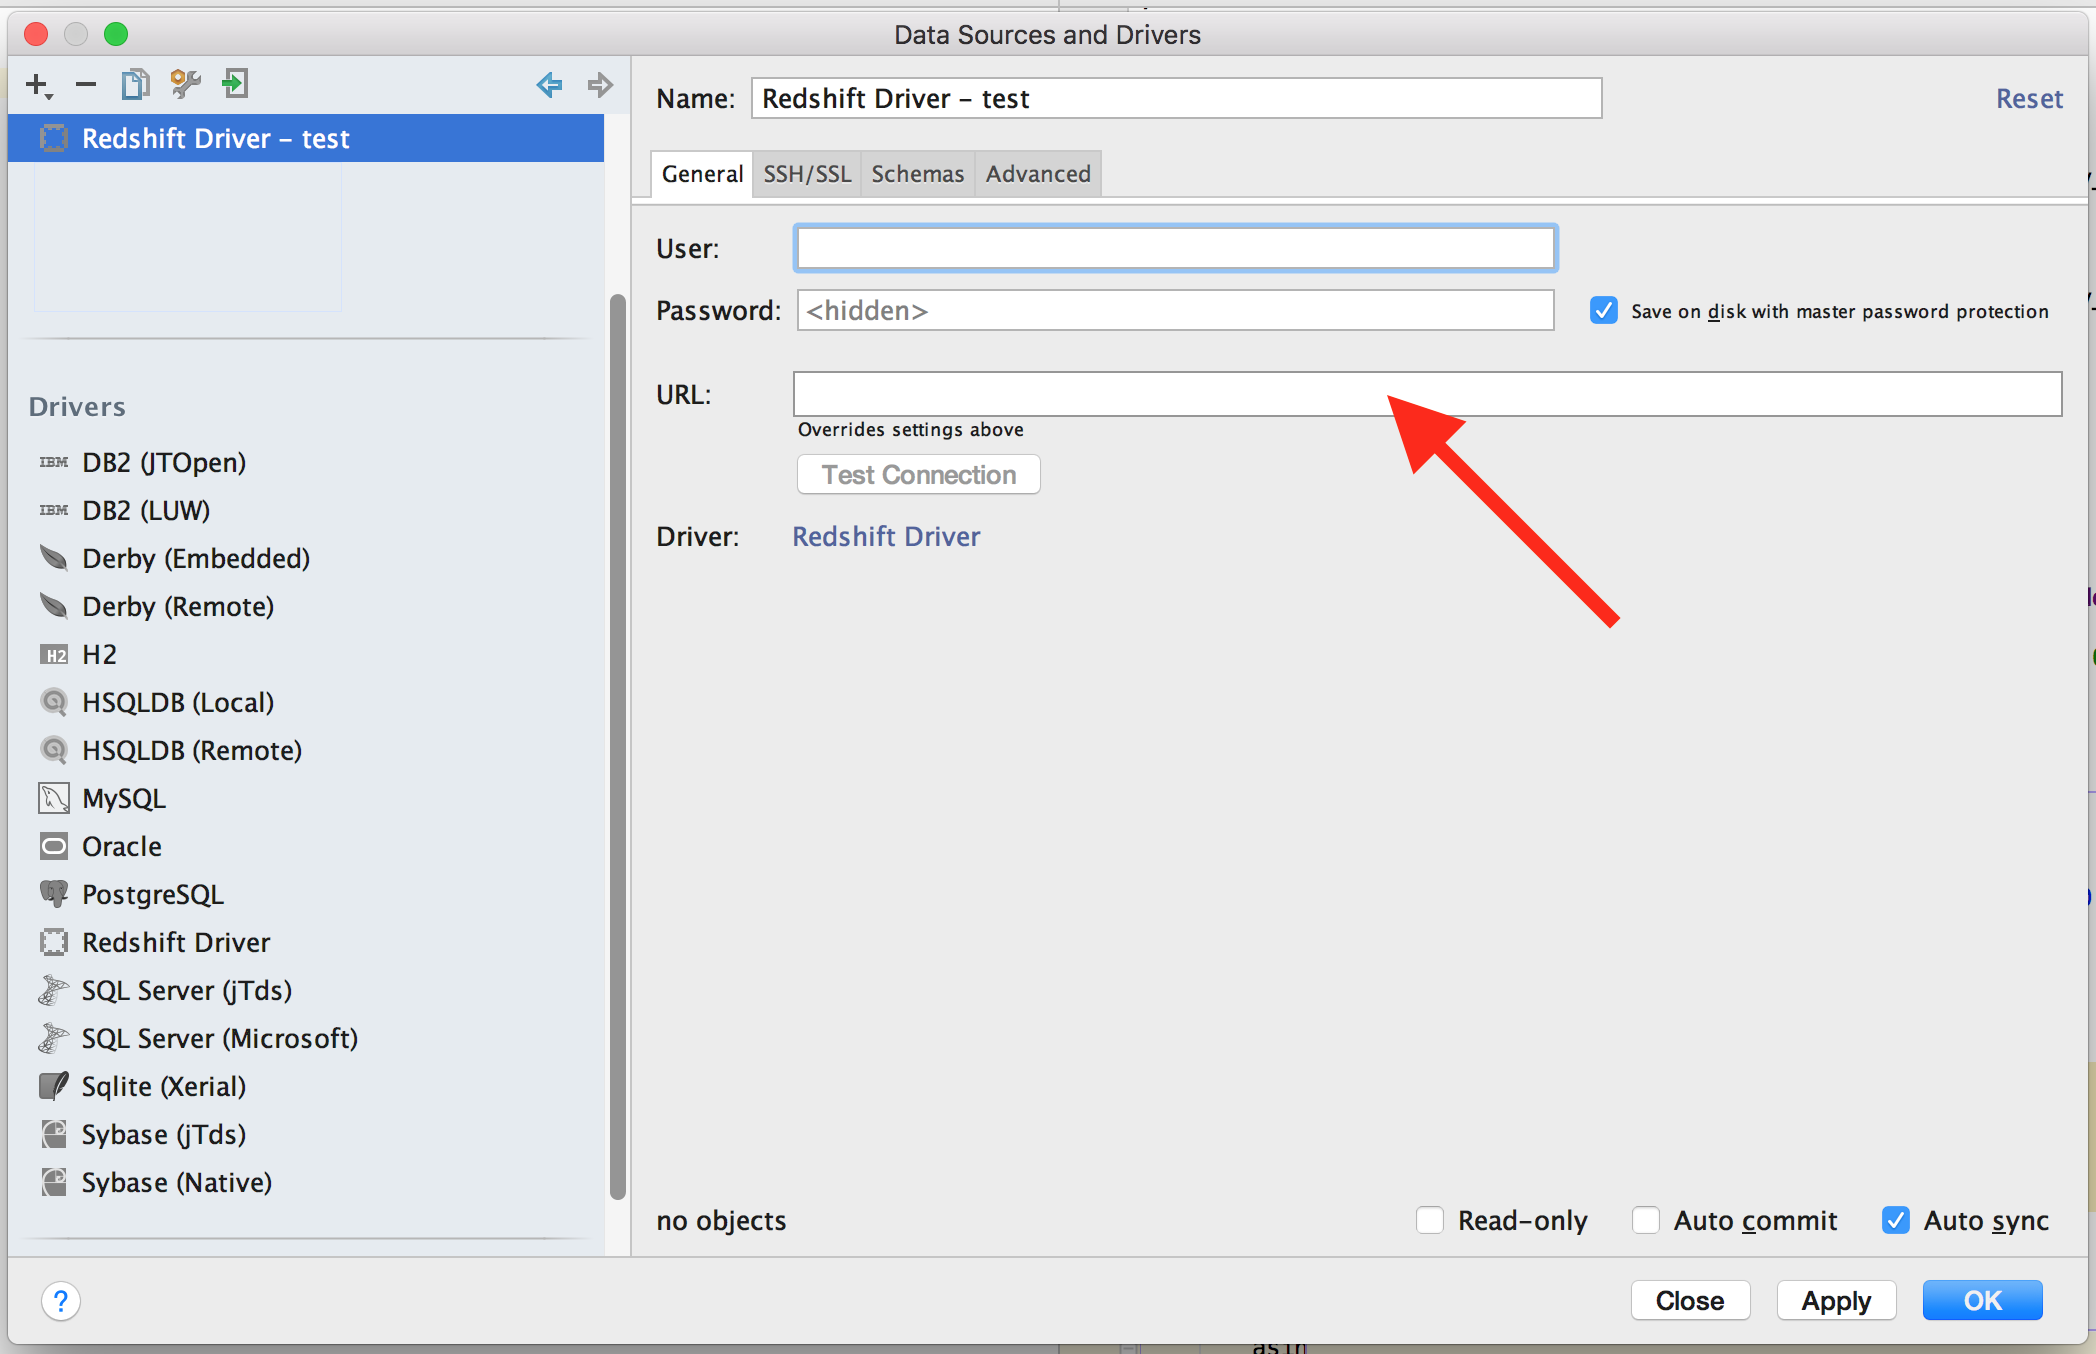 Data Sources and Drivers
Redshift Driver – test
Drivers
IBM DB2 (JTOpen)
IBM DB2 (LUW)
Derby (Embedded)
Derby (Remote)
H2 H2
HSQLDB (Local)
HSQLDB (Remote)
MySQL
Oracle
PostgreSQL
Redshift Driver
SQL Server (jTds)
SQL Server (Microsoft)
Sqlite (Xerial)
Sybase (jTds)
Sybase (Native)
Name: Redshift Driver – test Reset
General SSH/SSL Schemas Advanced
User:
Password: <hidden> Save on disk with master password protection
URL:
Overrides settings above
Test Connection
Driver: Redshift Driver
no objects Read-only Auto commit Auto sync
? Close Apply OK